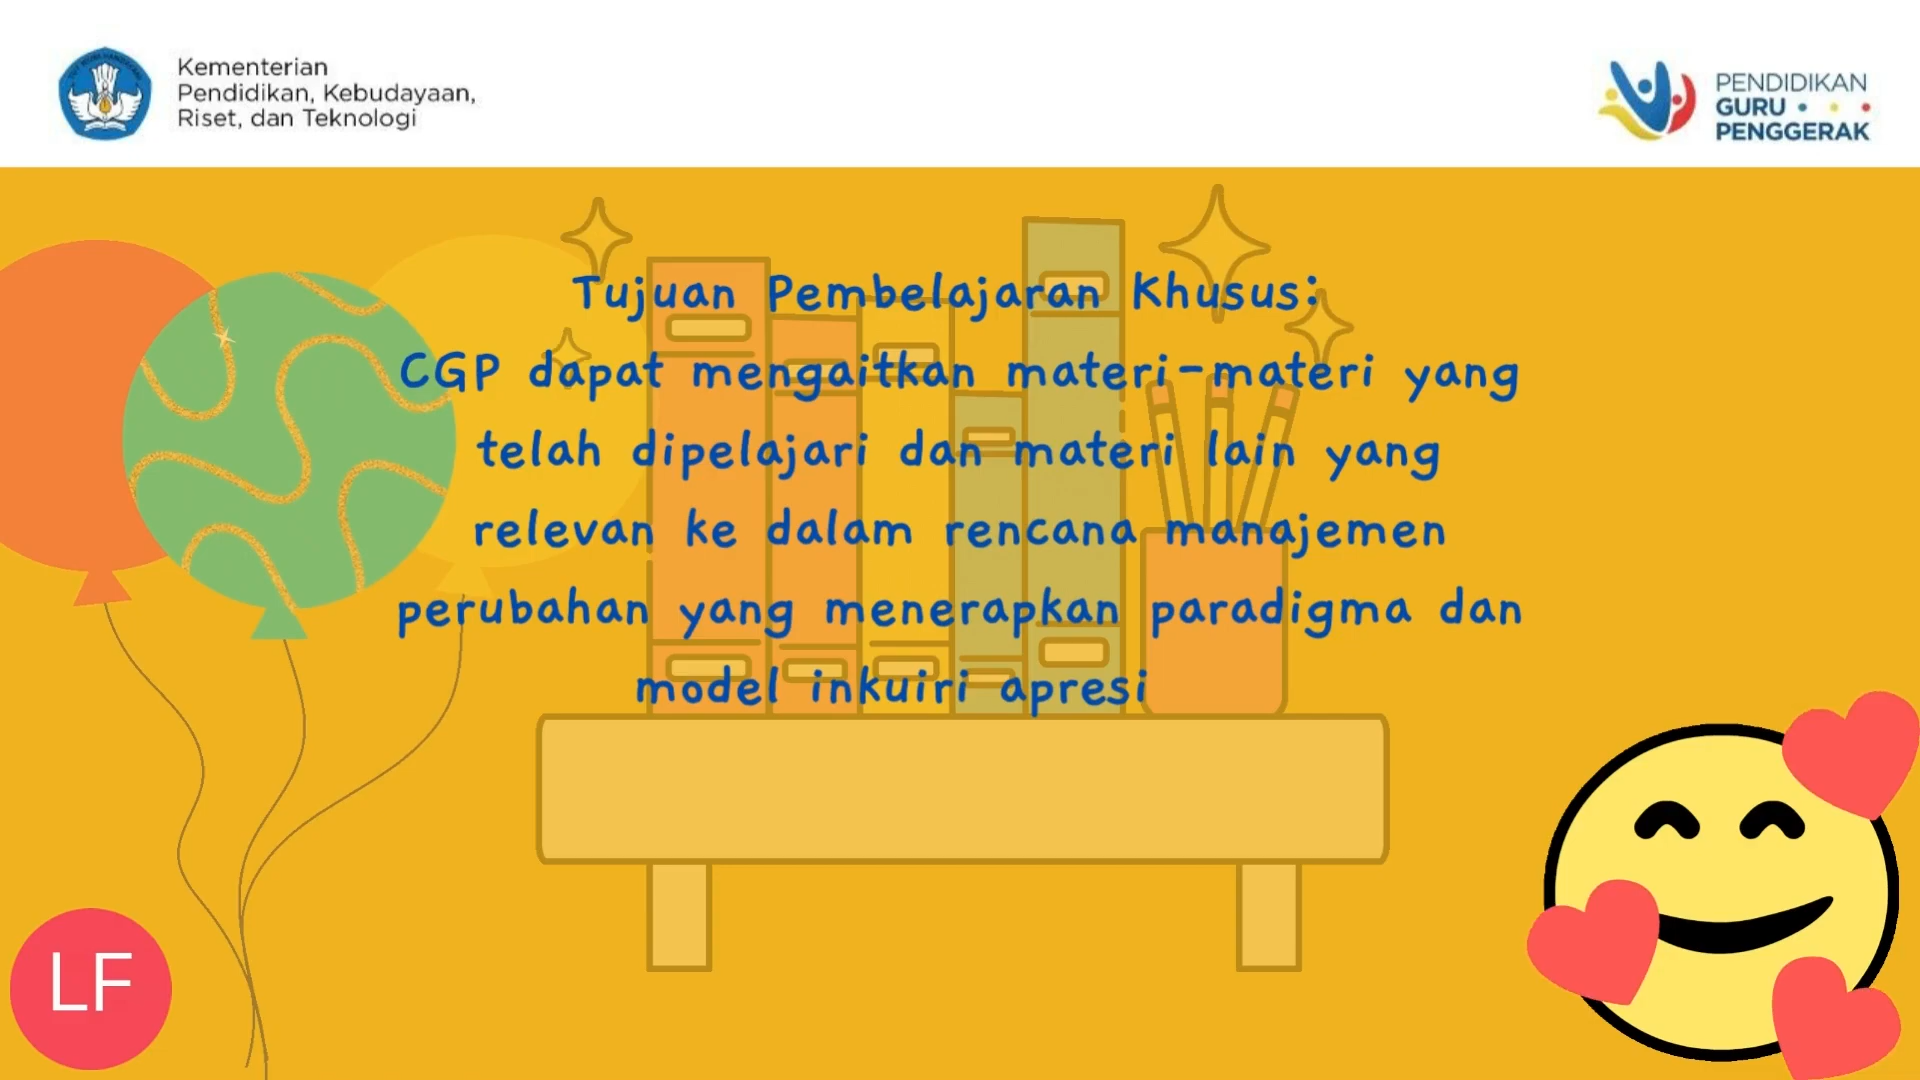 Kementerian
Pendidikan, Kebudayaan,
Riset, dan Teknologi
PENDIDIKAN
GURU
PENGGERAK
Tujuan Pembelajaran Khusus:
CGP dapat mengaitkan materi-materi yang
telah dipelajari dan materi lain yang
relevan ke dalam rencana manajemen
perubahan yang menerapkan paradigma dan
model inkuiri apresi
LF